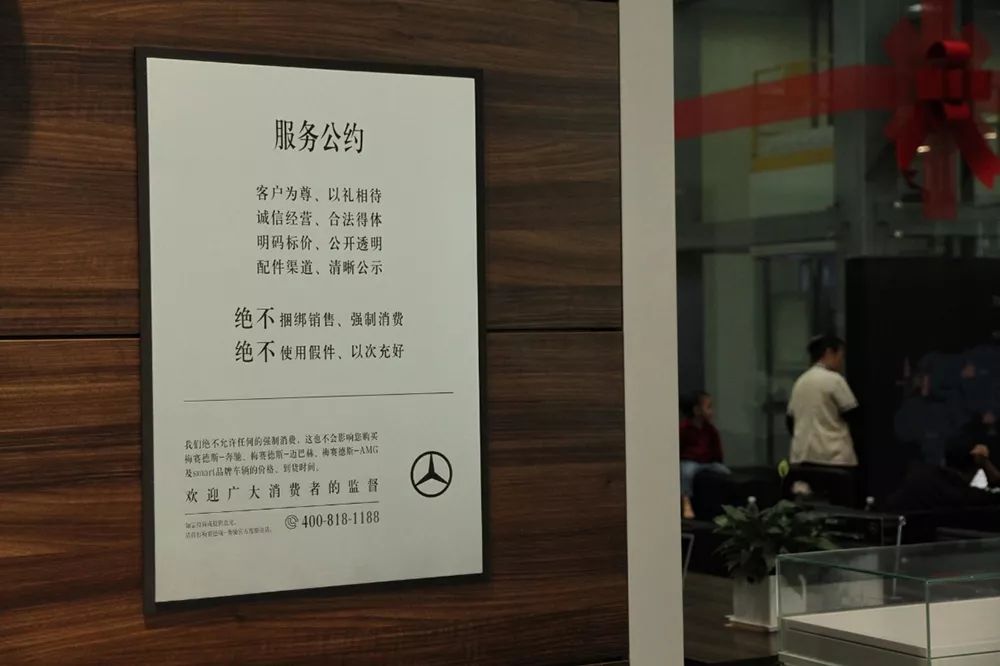 服务公约
客户为尊、以礼相待
诚信经营、合法得体
明码标价、公开透明
配件渠道、清晰公示
绝不捆绑销售、强制消费
绝不使用假件、以次充好
我们绝不允许任何的强制消费，这也不会影响您购买
梅赛德斯-奔驰、梅赛德斯-迈巴赫、梅赛德斯-AMG
及smart品牌车辆的价格、到货时间。
欢迎广大消费者的监督
400-818-1188